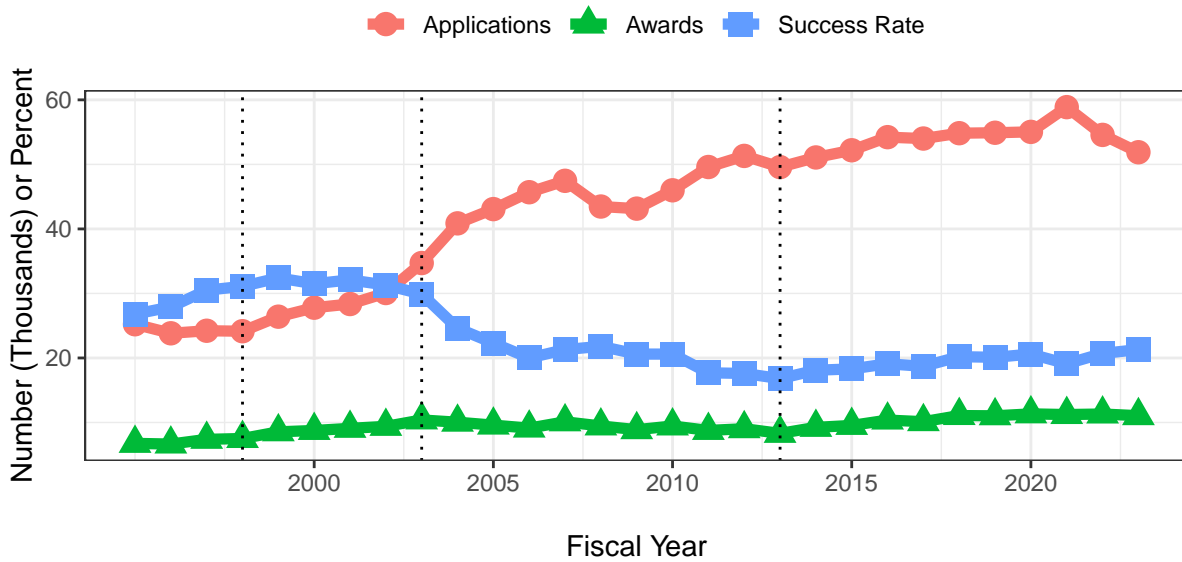 Applications Awards Success Rate
Number (Thousands) or Percent
60
40
20
2000 2005 2010 2015 2020
Fiscal Year